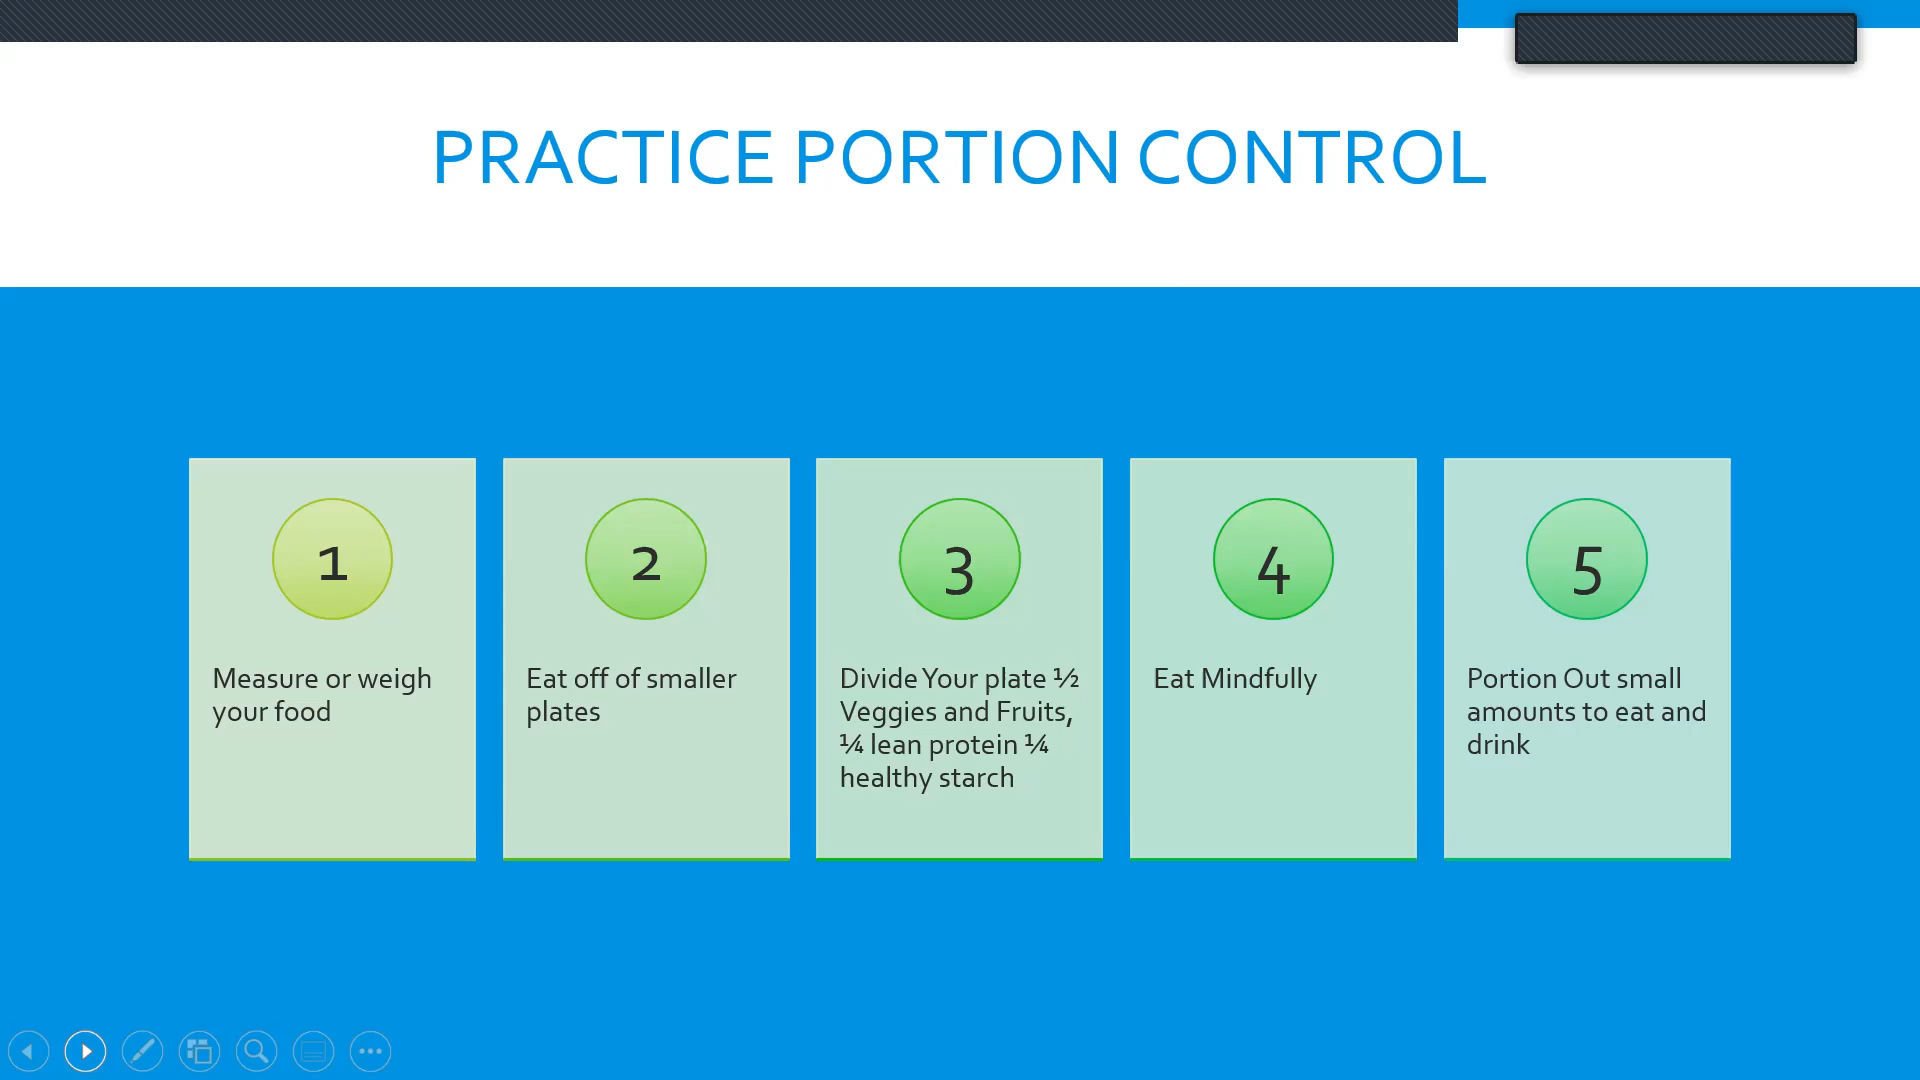 PRACTICE PORTION CONTROL
1
Measure or weigh
your food
2
Eat off of smaller
plates
3
Divide Your plate ½
Veggies and Fruits,
¼ lean protein ¼
healthy starch
4
Eat Mindfully
5
Portion Out small
amounts to eat and
drink